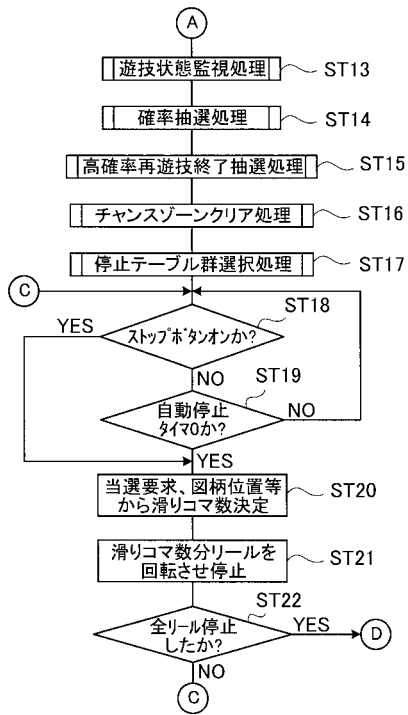 A
遊技状態監視処理
ST13
確率抽選処理
ST14
高確率再遊技終了抽選処理
ST15
チャンスゾーンクリア処理
ST16
停止テーブル群選択処理
ST17
C
ST18
YES
ストップボタンオンか?
NO
ST19
自動停止
タイマ0か?
NO
YES
当選要求、図柄位置等
から滑りコマ数決定
ST20
滑りコマ数分リールを
回転させ停止
ST21
ST22
全リール停止
したか?
YES
D
NO
C